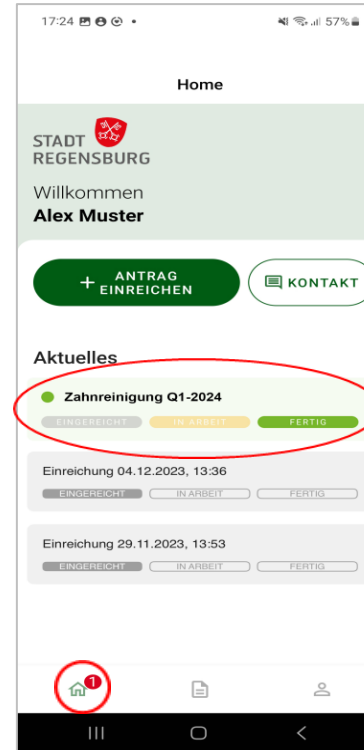 17:24 57%
Home
STADT
REGENSBURG
Willkommen
Alex Muster
+ ANTRAG EINREICHEN
KONTAKT
Aktuelles
Zahnreinigung Q1-2024
EINGEREICHT IN ARBEIT FERTIG
Einreichung 04.12.2023, 13:36
EINGEREICHT IN ARBEIT FERTIG
Einreichung 29.11.2023, 13:53
EINGEREICHT IN ARBEIT FERTIG
1